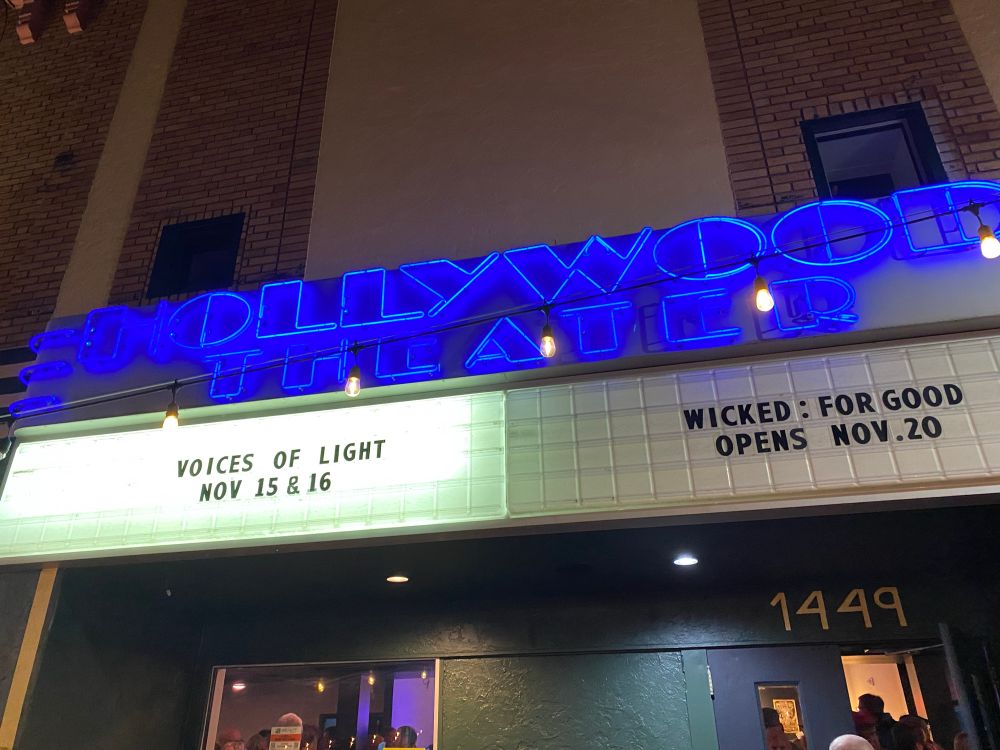 HOLLYWOOD
THEATER
VOICES OF LIGHT
NOV 15 & 16
WICKED: FOR GOOD
OPENS NOV. 20
1449